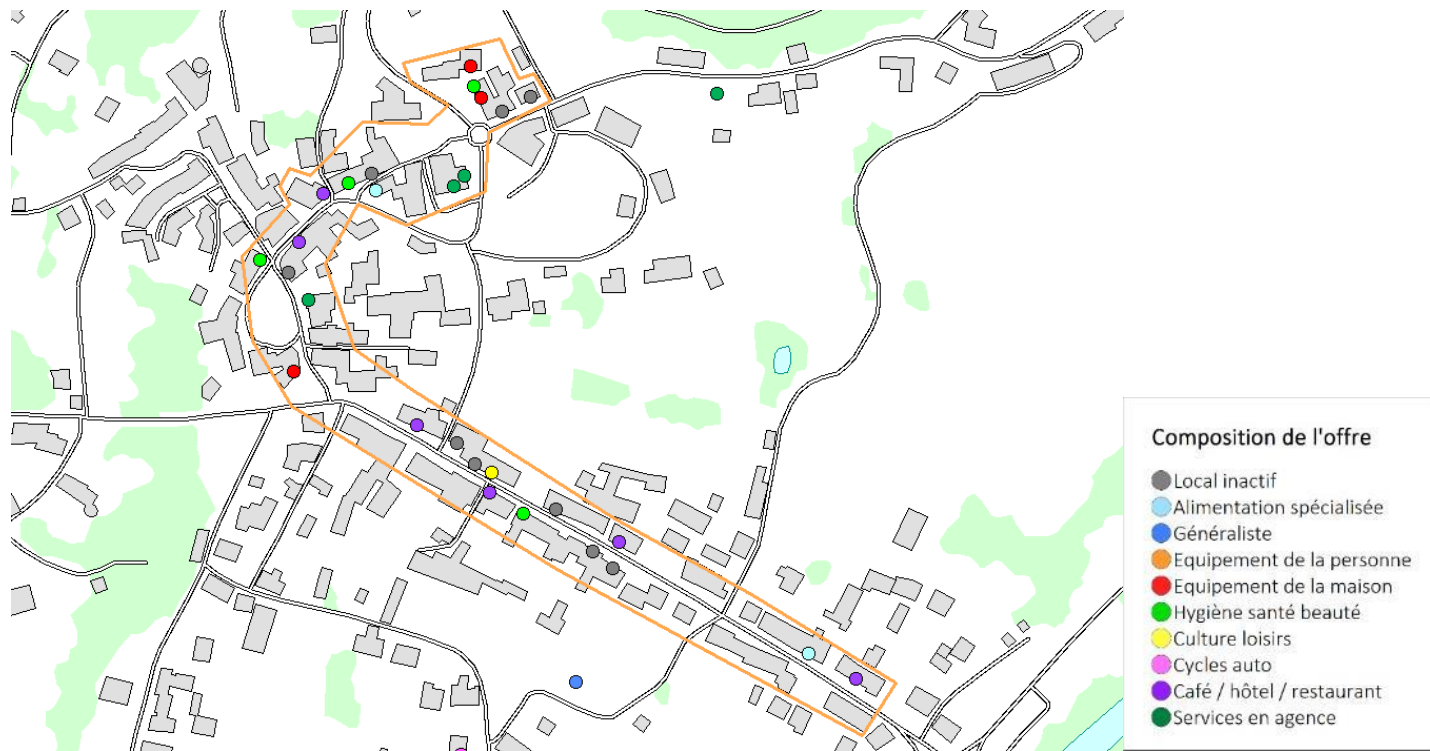 Composition de l'offre
Local inactif
Alimentation spécialisée
Généraliste
Equipement de la personne
Equipement de la maison
Hygiène santé beauté
Culture loisirs
Cycles auto
Café / hôtel / restaurant
Services en agence